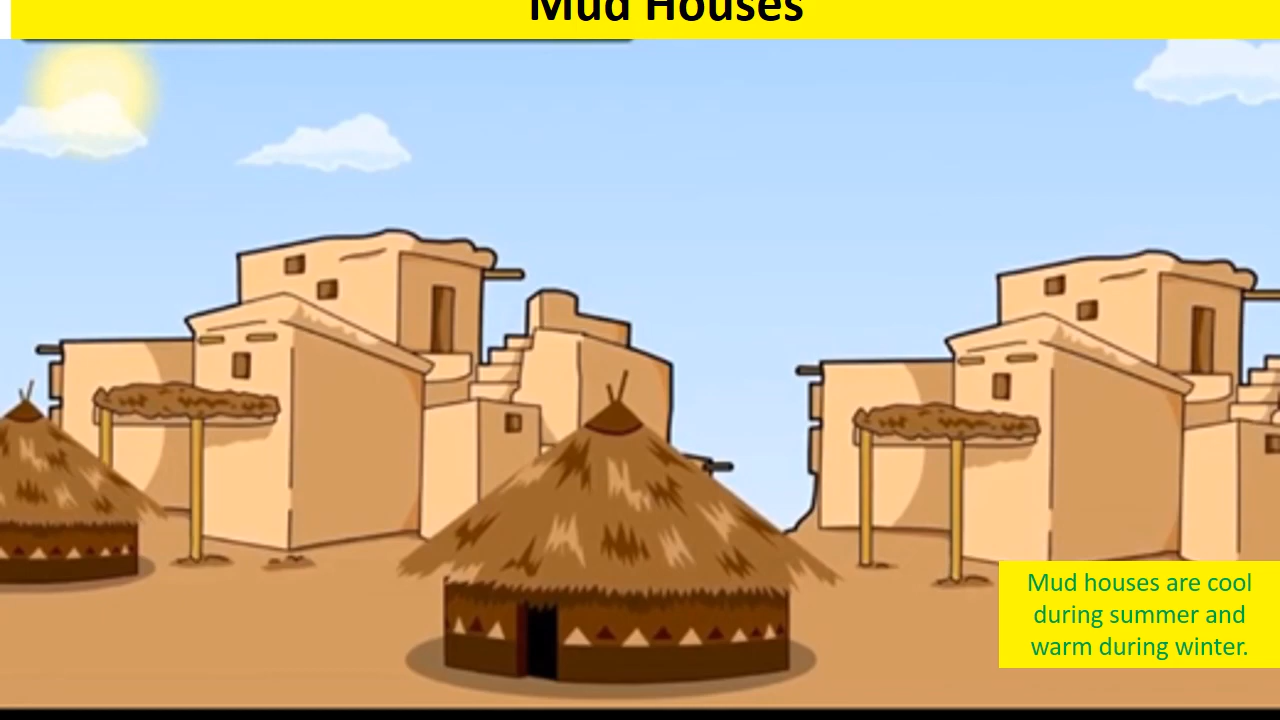 Mud Houses
Mud houses are cool
during summer and
warm during winter.